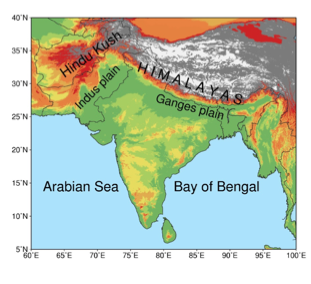 40°N
35°N
30°N
25°N
20°N
15°N
10°N
5°N
Hindu Kush
HIMALAYAS
Indus plain
Ganges plain
Arabian Sea
Bay of Bengal
60°E
65°E
70°E
75°E
80°E
85°E
90°E
95°E
100°E